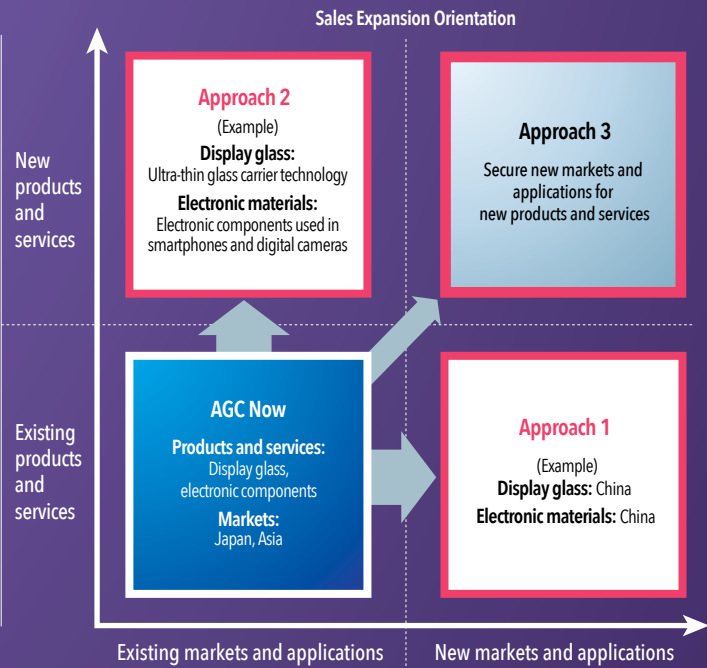 Sales Expansion Orientation
New
products
and
services
Approach 2
(Example)
Display glass:
Ultra-thin glass carrier technology
Electronic materials:
Electronic components used in
smartphones and digital cameras
Approach 3
Secure new markets and
applications for
new products and services
Existing
products
and
services
AGC Now
Products and services:
Display glass,
electronic components
Markets:
Japan, Asia
Approach 1
(Example)
Display glass: China
Electronic materials: China
Existing markets and applications
New markets and applications